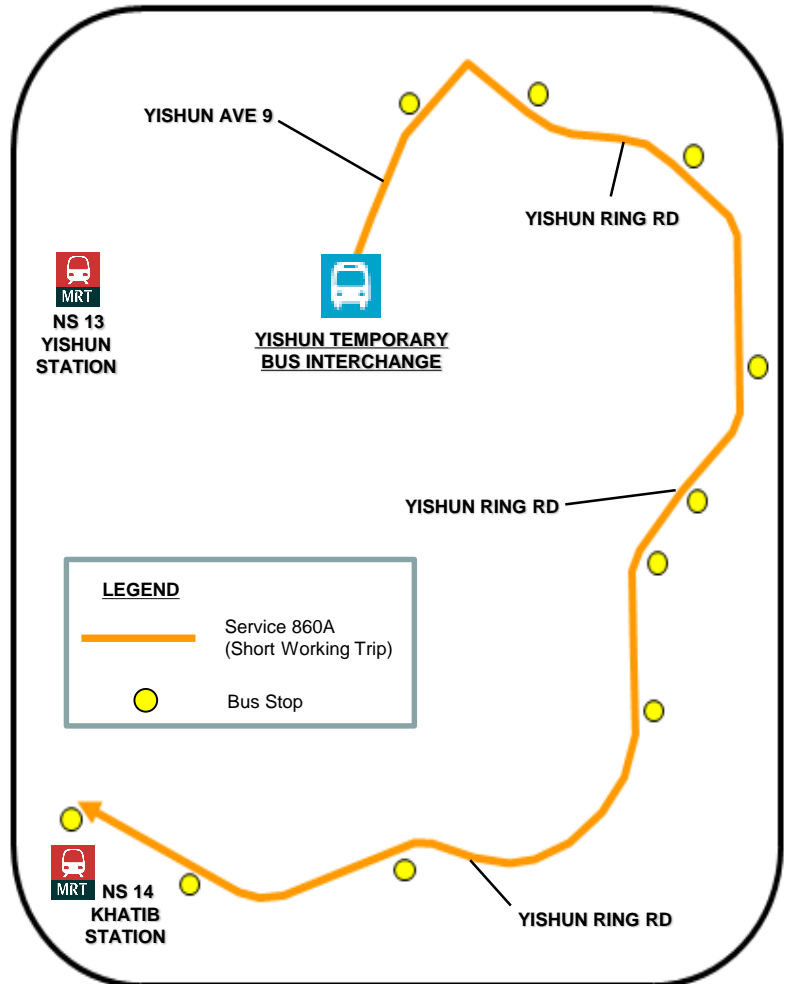 YISHUN AVE 9
YISHUN RING RD
MRT
NS 13
YISHUN
STATION
YISHUN TEMPORARY
BUS INTERCHANGE
YISHUN RING RD
LEGEND
Service 860A
(Short Working Trip)
Bus Stop
MRT
NS 14
KHATIB
STATION
YISHUN RING RD